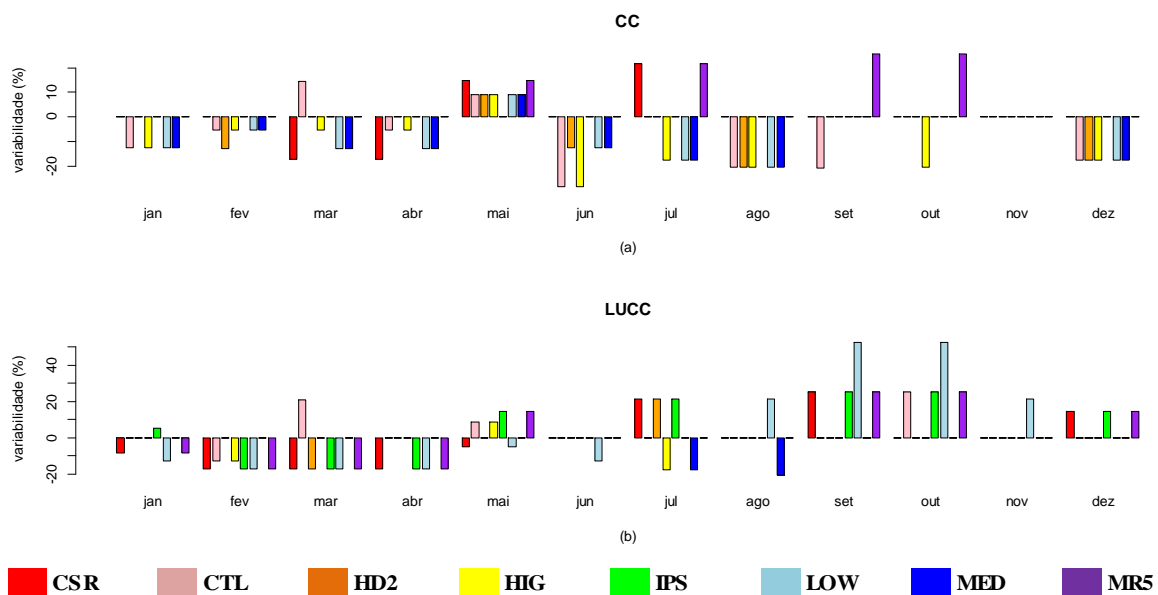 CC
variabilidade (%)
10
0
-20
jan fev mar abr mai jun jul ago set out nov dez
(a)
LUCC
variabilidade (%)
40
20
0
-20
jan fev mar abr mai jun jul ago set out nov dez
(b)
CSR CTL HD2 HIG IPS LOW MED MR5